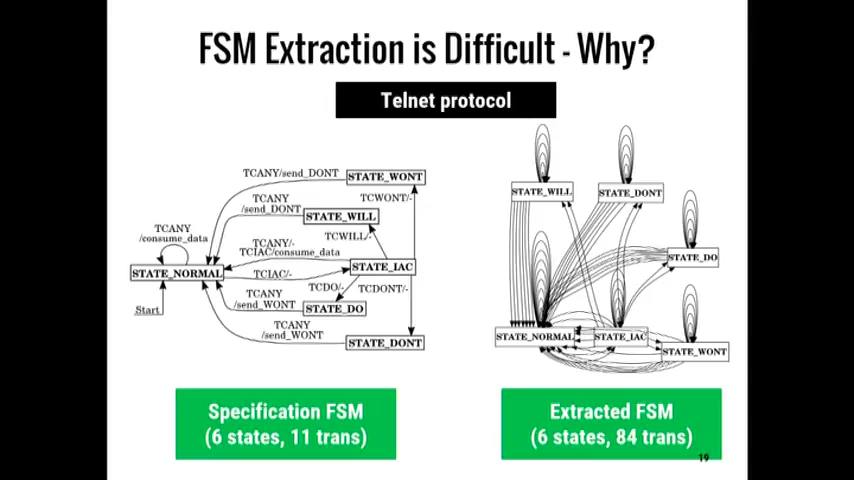 FSM Extraction is Difficult - Why?
Telnet protocol
TCANY/send_DONT
STATE_WONT
TCANY
/send_DONT
TCWONT/-
STATE_WILL
TCANY
/consume_data
TCWILL/-
TCANY/-
TCIAC/consume_data
STATE_NORMAL
STATE_IAC
TCIAC/-
TCDO/-
TCDONT/-
TCANY
/send_WONT
Start
STATE_DO
TCANY
/send_WONT
STATE_DONT
STATE_WILL
STATE_DONT
STATE_DO
STATE_NORMAL
STATE_IAC
STATE_WONT
Specification FSM
(6 states, 11 trans)
Extracted FSM
(6 states, 84 trans)
19